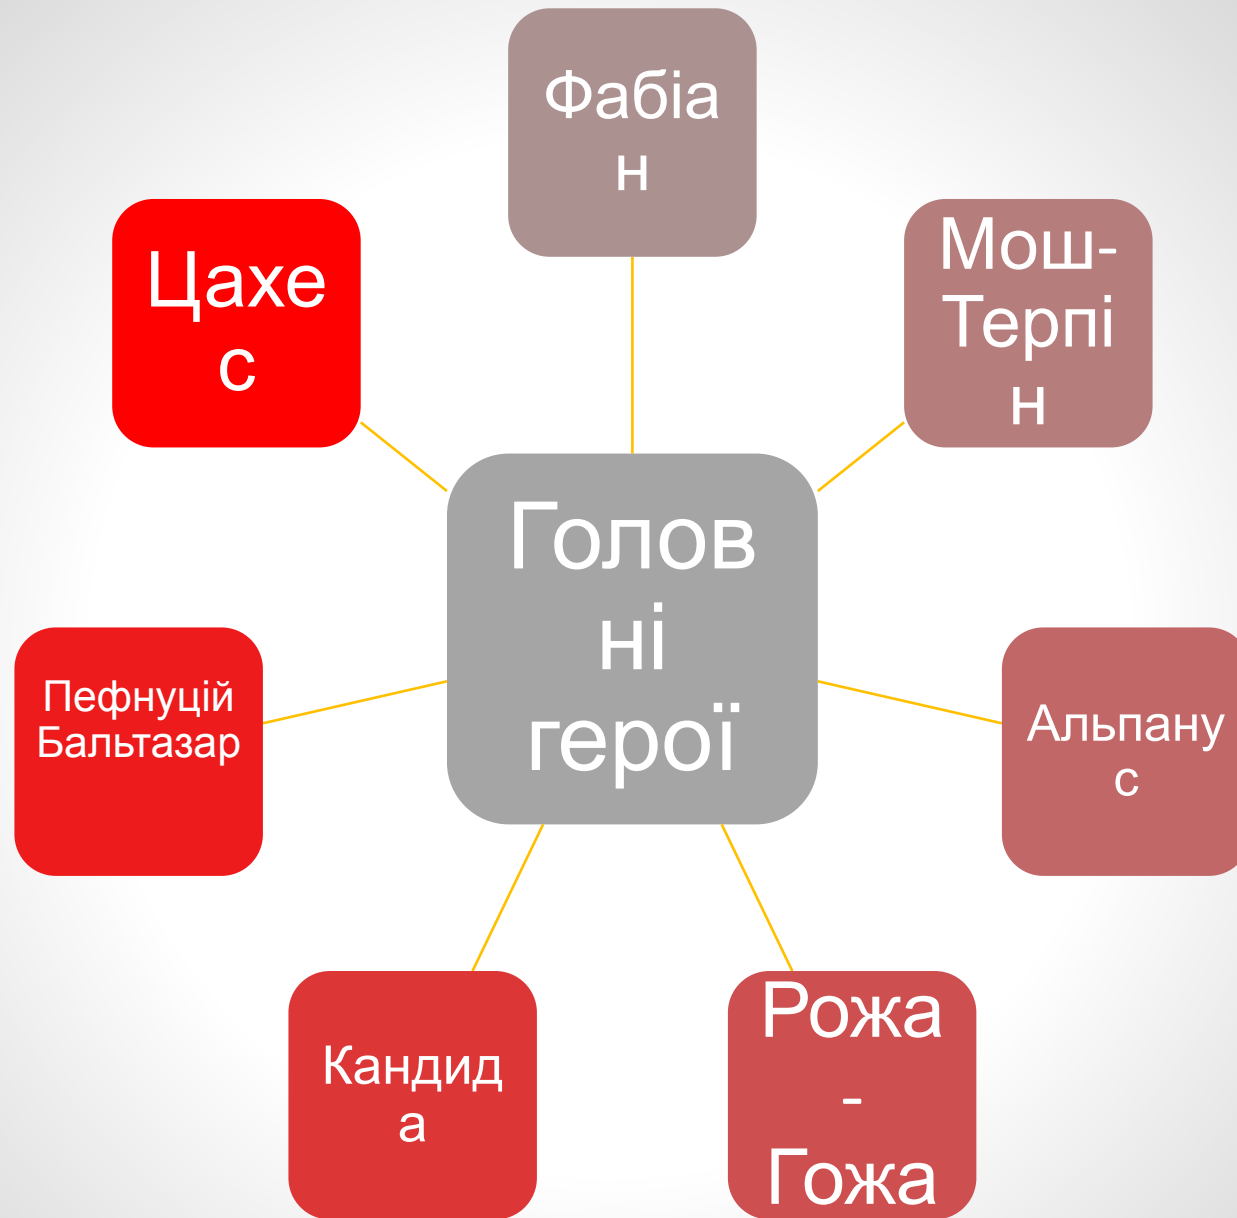 Фабіа
н
Цахе
с
Мош-
Терпі
н
Голов
ні
герої
Пефнуцій
Бальтазар
Альпану
с
Кандид
а
Рожа
-
Гожа